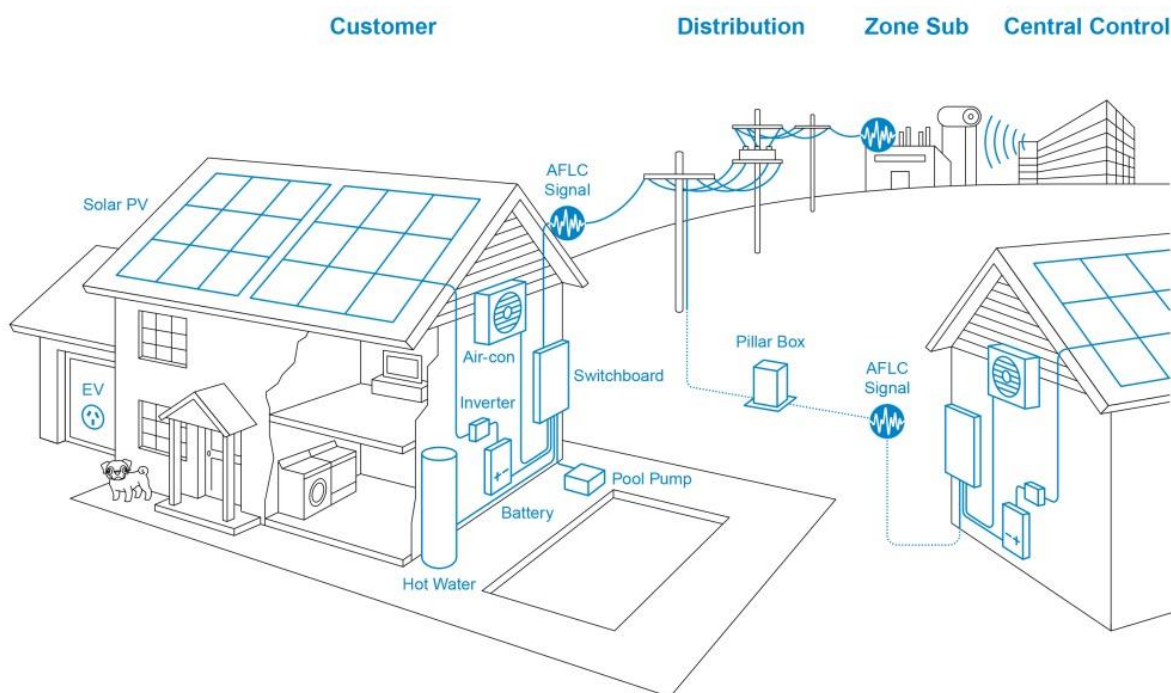 Customer
Distribution
Zone Sub
Central Control
AFLC
Signal
Solar PV
Air-con
Switchboard
Pillar Box
AFLC
Signal
EV
Inverter
Pool Pump
Battery
Hot Water